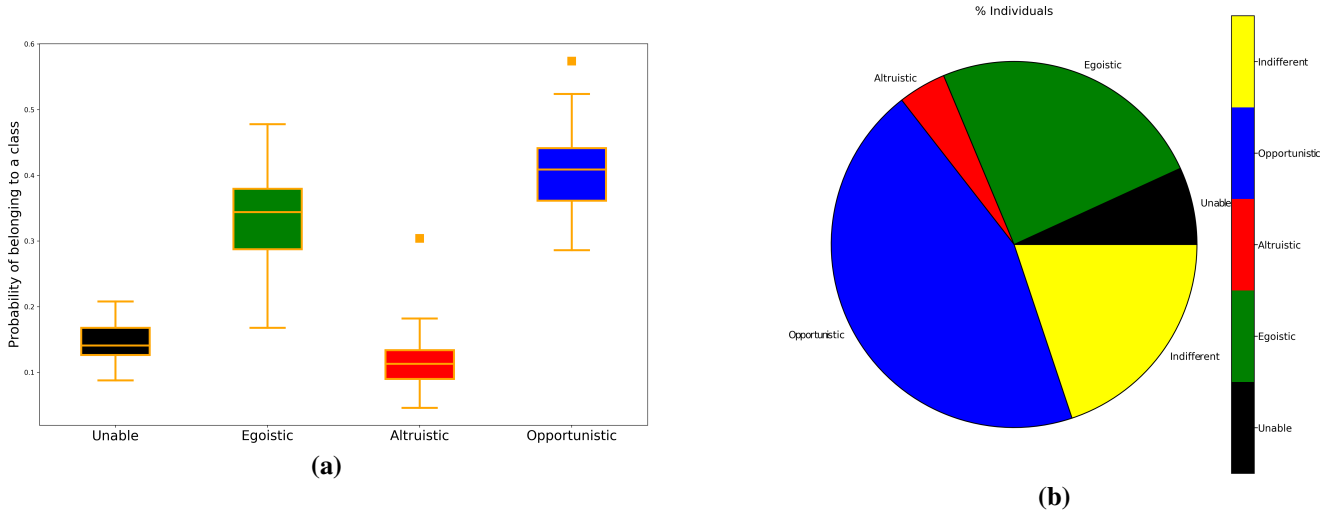 Probability of belonging to a class
0.6
0.5
0.4
0.3
0.2
0.1
Unable Egoistic Altruistic Opportunistic
(a)
% Individuals
Egoistic
Altruistic
Unable
Opportunistic
Indifferent
Indifferent
Opportunistic
Altruistic
Egoistic
Unable
(b)